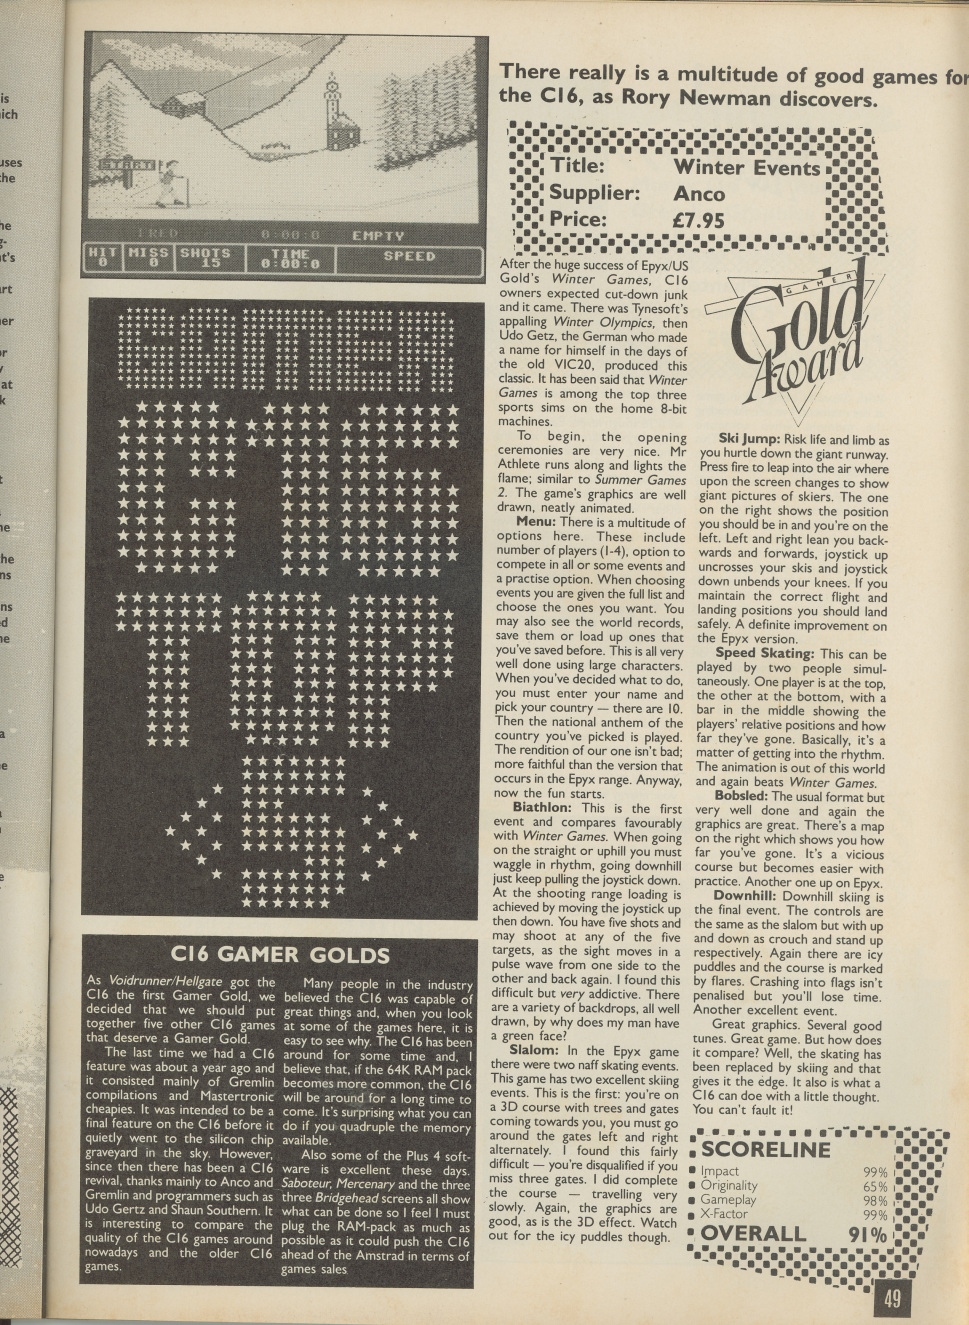 is
ich
uses
the
he
g-
t's
art
er
or
y
at
k
t
s
ne
he
ns
ns
d
ne
a
e
n
e
START
1 RED 0:00:0 EMPTY
HIT MISS SHOTS TIME SPEED
0 0 15 0:00:0
GAMER
C16
TOP
5
C16 GAMER GOLDS
As Voidrunner/Hellgate got the
C16 the first Gamer Gold, we
decided that we should put
together five other C16 games
that deserve a Gamer Gold.
The last time we had a C16
feature was about a year ago and
it consisted mainly of Gremlin
compilations and Mastertronic
cheapies. It was intended to be a
final feature on the C16 before it
quietly went to the silicon chip
graveyard in the sky. However,
since then there has been a C16
revival, thanks mainly to Anco and
Gremlin and programmers such as
Udo Gertz and Shaun Southern. It
is interesting to compare the
quality of the C16 games around
nowadays and the older C16
games.
Many people in the industry
believed the C16 was capable of
great things and, when you look
at some of the games here, it is
easy to see why. The C16 has been
around for some time and, I
believe that, if the 64K RAM pack
becomes more common, the C16
will be around for a long time to
come. It's surprising what you can
do if you quadruple the memory
available.
Also some of the Plus 4 soft-
ware is excellent these days.
Saboteur, Mercenary and the three
three Bridgehead screens all show
what can be done so I feel I must
plug the RAM-pack as much as
possible as it could push the C16
ahead of the Amstrad in terms of
games sales
There really is a multitude of good games for
the C16, as Rory Newman discovers.
Title: Winter Events
Supplier: Anco
Price: £7.95
After the huge success of Epyx/US
Gold's Winter Games, C16
owners expected cut-down junk
and it came. There was Tynesoft's
appalling Winter Olympics, then
Udo Getz, the German who made
a name for himself in the days of
the old VIC20, produced this
classic. It has been said that Winter
Games is among the top three
sports sims on the home 8-bit
machines.
To begin, the opening
ceremonies are very nice. Mr
Athlete runs along and lights the
flame; similar to Summer Games
2. The game's graphics are well
drawn, neatly animated.
Menu: There is a multitude of
options here. These include
number of players (1-4), option to
compete in all or some events and
a practise option. When choosing
events you are given the full list and
choose the ones you want. You
may also see the world records,
save them or load up ones that
you've saved before. This is all very
well done using large characters.
When you've decided what to do,
you must enter your name and
pick your country — there are 10.
Then the national anthem of the
country you've picked is played.
The rendition of our one isn't bad;
more faithful than the version that
occurs in the Epyx range. Anyway,
now the fun starts.
Biathlon: This is the first
event and compares favourably
with Winter Games. When going
on the straight or uphill you must
waggle in rhythm, going downhill
just keep pulling the joystick down.
At the shooting range loading is
achieved by moving the joystick up
then down. You have five shots and
may shoot at any of the five
targets, as the sight moves in a
pulse wave from one side to the
other and back again. I found this
difficult but very addictive. There
are a variety of backdrops, all well
drawn, by why does my man have
a green face?
Slalom: In the Epyx game
there were two naff skating events.
This game has two excellent skiing
events. This is the first: you're on
a 3D course with trees and gates
coming towards you, you must go
around the gates left and right
alternately. I found this fairly
difficult — you're disqualified if you
miss three gates. I did complete
the course — travelling very
slowly. Again, the graphics are
good, as is the 3D effect. Watch
out for the icy puddles though.
GAMER
Gold
Award
Ski Jump: Risk life and limb as
you hurtle down the giant runway.
Press fire to leap into the air where
upon the screen changes to show
giant pictures of skiers. The one
on the right shows the position
you should be in and you're on the
left. Left and right lean you back-
wards and forwards, joystick up
uncrosses your skis and joystick
down unbends your knees. If you
maintain the correct flight and
landing positions you should land
safely. A definite improvement on
the Epyx version.
Speed Skating: This can be
played by two people simul-
taneously. One player is at the top,
the other at the bottom, with a
bar in the middle showing the
players' relative positions and how
far they've gone. Basically, it's a
matter of getting into the rhythm.
The animation is out of this world
and again beats Winter Games.
Bobsled: The usual format but
very well done and again the
graphics are great. There's a map
on the right which shows you how
far you've gone. It's a vicious
course but becomes easier with
practice. Another one up on Epyx.
Downhill: Downhill skiing is
the final event. The controls are
the same as the slalom but with up
and down as crouch and stand up
respectively. Again there are icy
puddles and the course is marked
by flares. Crashing into flags isn't
penalised but you'll lose time.
Another excellent event.
Great graphics. Several good
tunes. Great game. But how does
it compare? Well, the skating has
been replaced by skiing and that
gives it the edge. It also is what a
C16 can doe with a little thought.
You can't fault it!
SCORELINE
Impact 99%
Originality 65%
Gameplay 98%
X-Factor 99%
OVERALL 91%
49